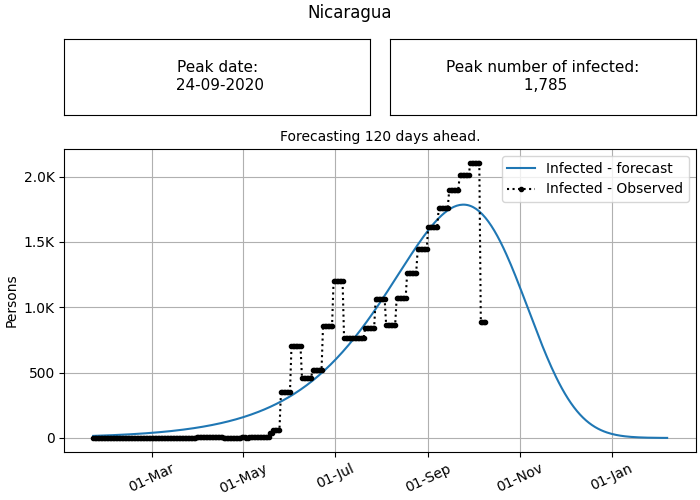 Nicaragua
Peak date:
24-09-2020
Peak number of infected:
1,785
Forecasting 120 days ahead.
Infected - forecast
Infected - Observed
2.0K
1.5K
1.0K
500
0
Persons
01-Mar
01-May
01-Jul
01-Sep
01-Nov
01-Jan